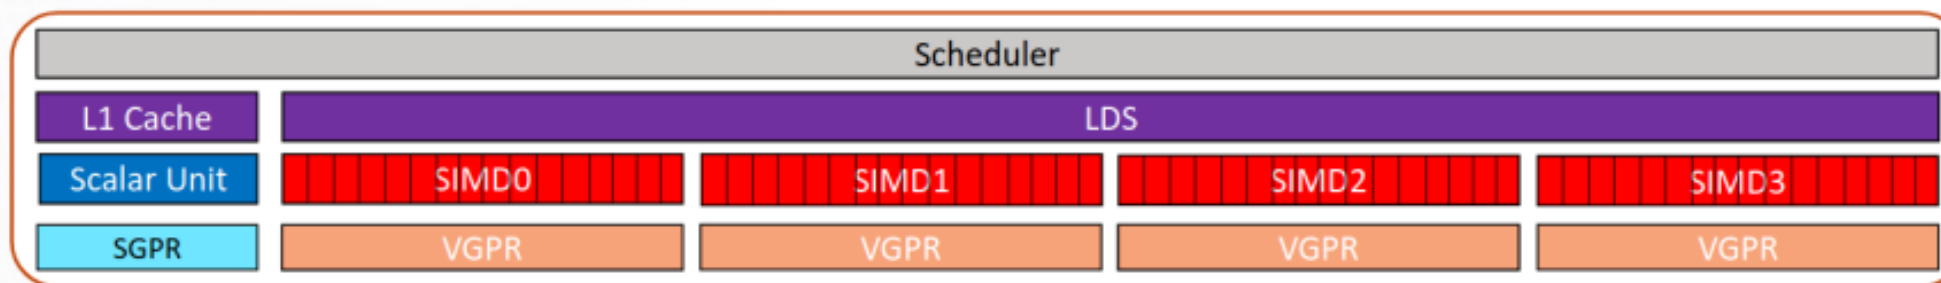 Scheduler
L1 Cache LDS
Scalar Unit SIMD0 SIMD1 SIMD2 SIMD3
SGPR VGPR VGPR VGPR VGPR